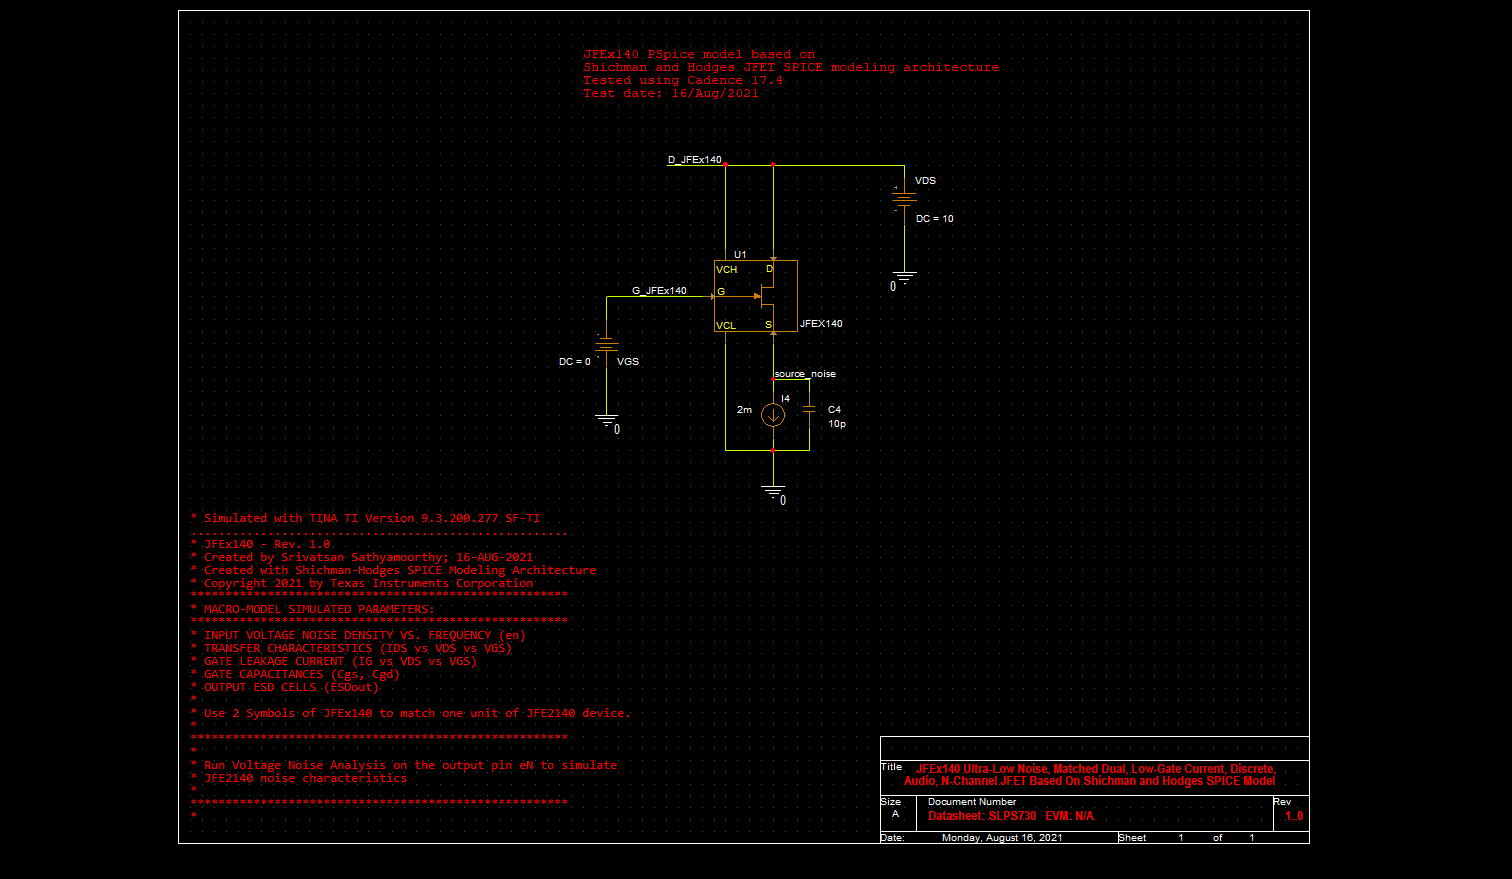 JFEx140 PSpice model based on
Shichman and Hodges JFET SPICE modeling architecture
Tested using Cadence 17.4
Test date: 16/Aug/2021
D_JFEx140
VDS
DC = 10
0
U1
VCH
D
G_JFEx140
G
VCL
S
JFEX140
DC = 0
VGS
0
source_noise
I4
2m
C4
10p
0
* Simulated with TINA TI Version 9.3.200.277 SF-TI
* JFEx140 - Rev. 1.0
* Created by Srivatsan Sathyamoorthy; 16-AUG-2021
* Created with Shichman-Hodges SPICE Modeling Architecture
* Copyright 2021 by Texas Instruments Corporation
******************************************************
* MACRO-MODEL SIMULATED PARAMETERS:
******************************************************
* INPUT VOLTAGE NOISE DENSITY VS. FREQUENCY (en)
* TRANSFER CHARACTERISTICS (IDS vs VDS vs VGS)
* GATE LEAKAGE CURRENT (IG vs VDS vs VGS)
* GATE CAPACITANCES (Cgs, Cgd)
* OUTPUT ESD CELLS (ESDout)
*
* Use 2 Symbols of JFEx140 to match one unit of JFE2140 device.
*
******************************************************
*
* Run Voltage Noise Analysis on the output pin eN to simulate
* JFE2140 noise characteristics
*
******************************************************
*
Title
JFEx140 Ultra-Low Noise, Matched Dual, Low-Gate Current, Discrete,
Audio, N-Channel JFET Based On Shichman and Hodges SPICE Model
Size
A
Document Number
Datasheet: SLPS730 EVM: N/A
Rev
1..0
Date:
Monday, August 16, 2021
Sheet 1 of 1